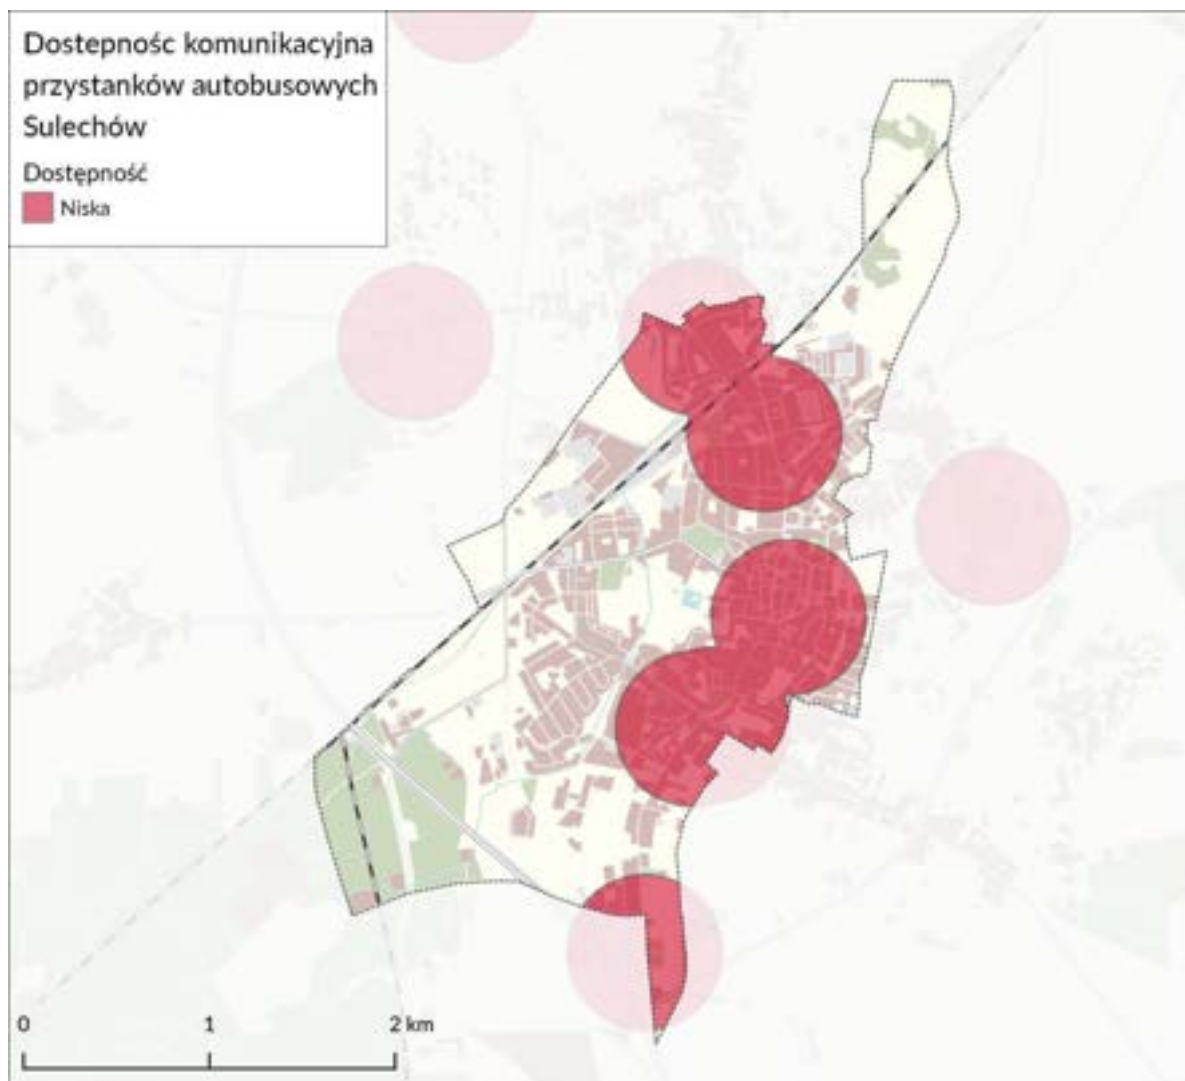 Dostepnośc komunikacyjna
przystanków autobusowych
Sulechów
Dostępność
Niska
0 1 2 km